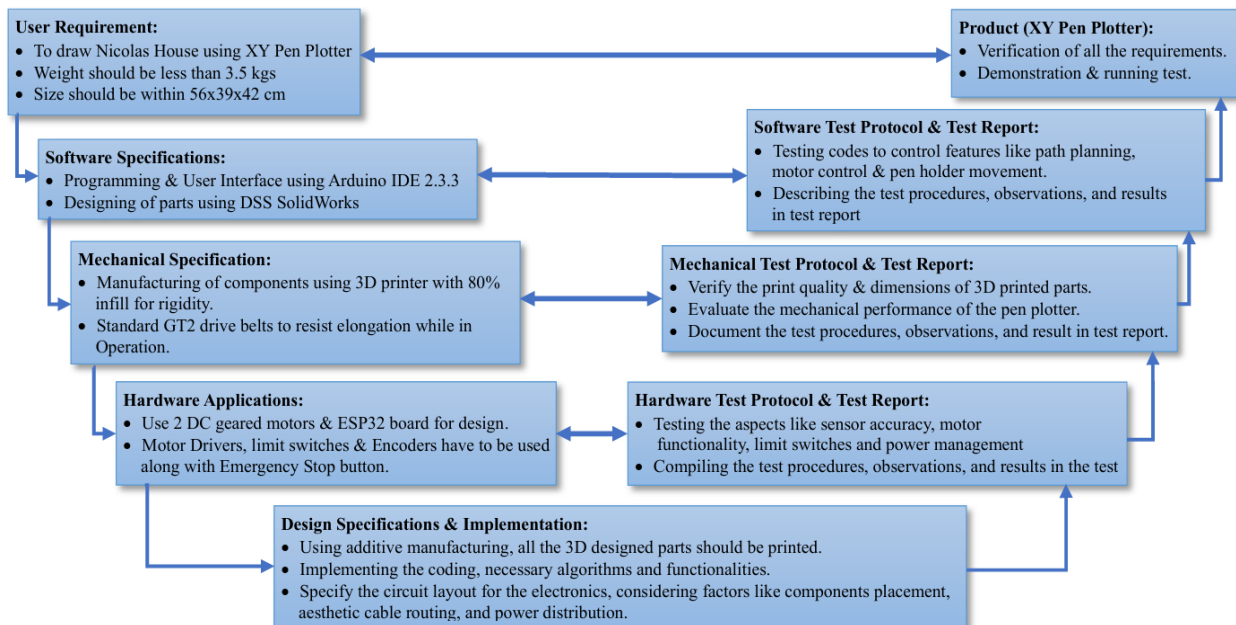 User Requirement:
• To draw Nicolas House using XY Pen Plotter
• Weight should be less than 3.5 kgs
• Size should be within 56x39x42 cm
Product (XY Pen Plotter):
• Verification of all the requirements.
• Demonstration & running test.
Software Specifications:
• Programming & User Interface using Arduino IDE 2.3.3
• Designing of parts using DSS SolidWorks
Software Test Protocol & Test Report:
• Testing codes to control features like path planning,
motor control & pen holder movement.
• Describing the test procedures, observations, and results
in test report
Mechanical Specification:
• Manufacturing of components using 3D printer with 80%
infill for rigidity.
• Standard GT2 drive belts to resist elongation while in
Operation.
Mechanical Test Protocol & Test Report:
• Verify the print quality & dimensions of 3D printed parts.
• Evaluate the mechanical performance of the pen plotter.
• Document the test procedures, observations, and result in test report.
Hardware Applications:
• Use 2 DC geared motors & ESP32 board for design.
• Motor Drivers, limit switches & Encoders have to be used
along with Emergency Stop button.
Hardware Test Protocol & Test Report:
• Testing the aspects like sensor accuracy, motor
functionality, limit switches and power management
• Compiling the test procedures, observations, and results in the test
Design Specifications & Implementation:
• Using additive manufacturing, all the 3D designed parts should be printed.
• Implementing the coding, necessary algorithms and functionalities.
• Specify the circuit layout for the electronics, considering factors like components placement,
aesthetic cable routing, and power distribution.